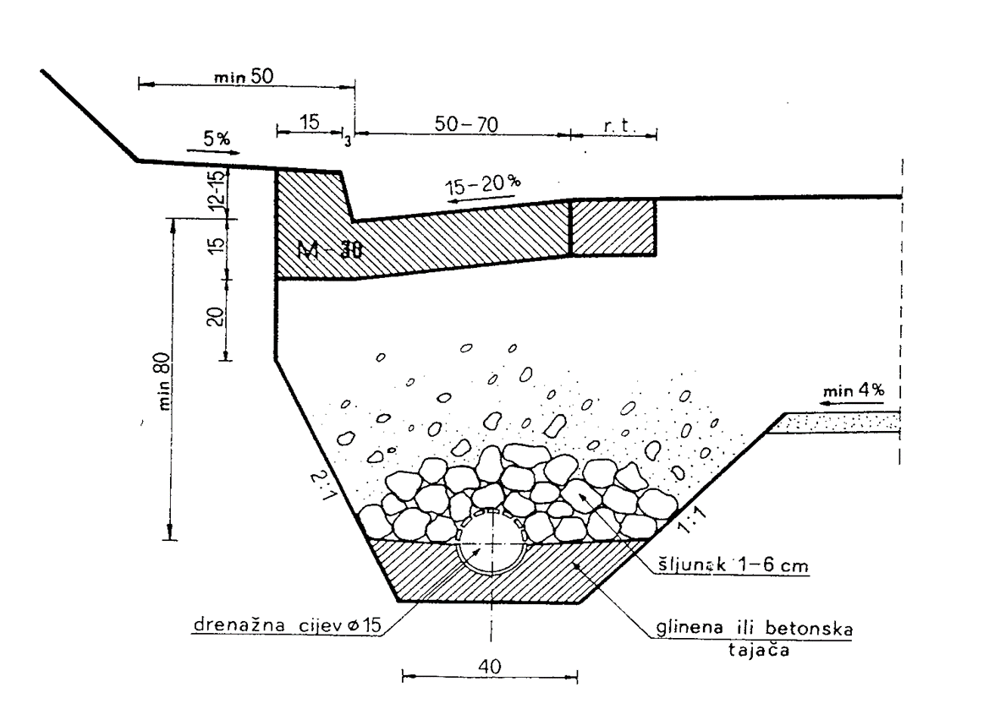 min 50
15
3
50-70
r. t.
5%
12-15
15-20%
15
20
min 80
min 4%
2:1
1:1
šljunak 1-6 cm
drenažna cijev ø15
glinena ili betonska
tajača
40